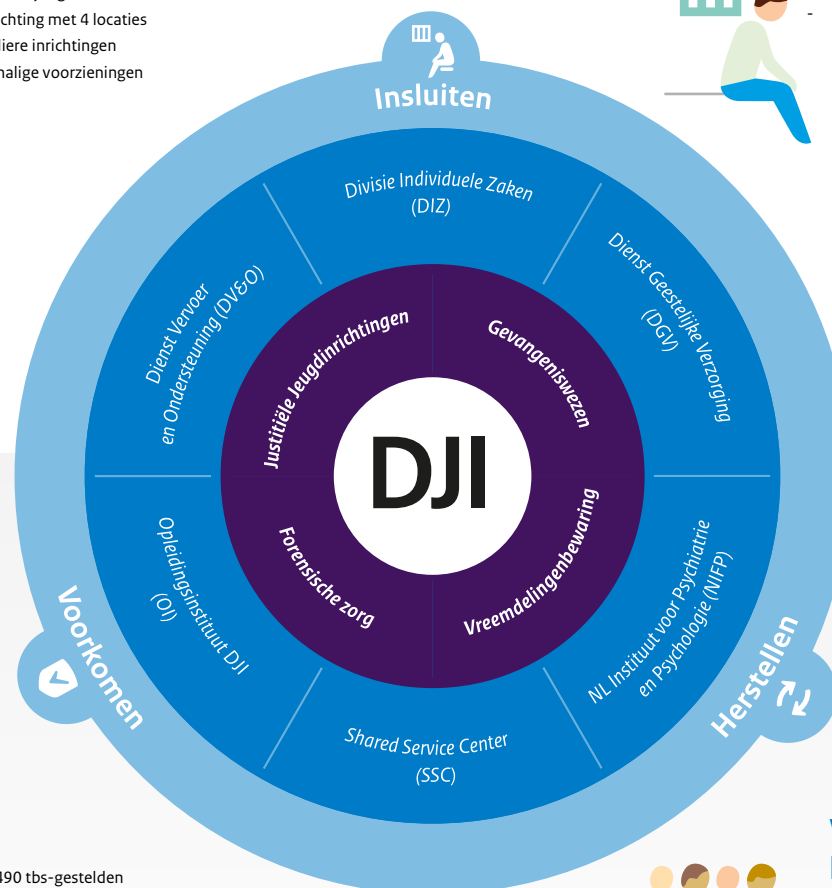 chting met 4 locaties
liere inrichtingen
nalige voorzieningen
-
Insluiten
Divisie Individuele Zaken
(DIZ)
Dienst Geestelijke Verzorging
(DGV)
Dienst Vervoer
en Ondersteuning (DV&O)
Justitiële Jeugdinrichtingen
Gevangeniswezen
DJI
Forensische zorg
Vreemdelingenbewaring
Opleidingsinstituut DJI
(OI)
NL Instituut voor Psychiatrie
en Psychologie (NIFP)
Voorkomen
Herstellen
Shared Service Center
(SSC)
490 tbs-gestelden